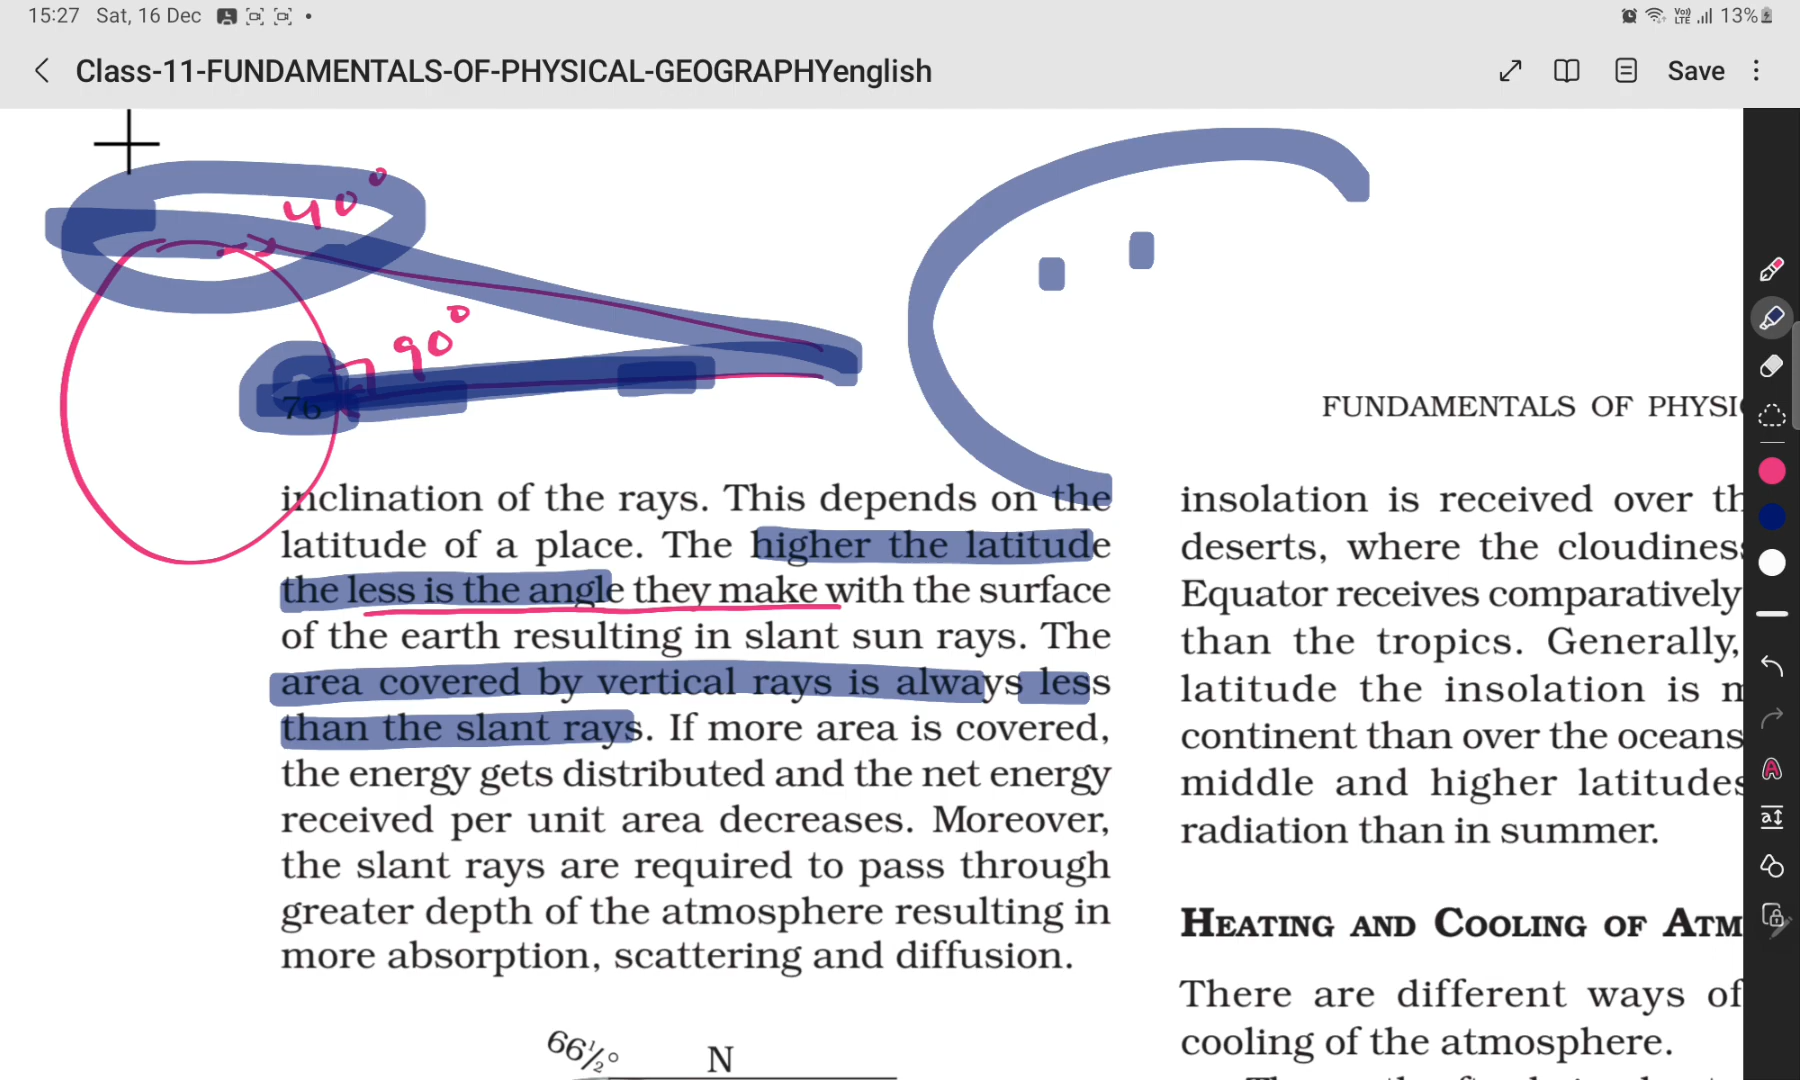 15:27 Sat, 16 Dec
Vo) LTE 13%
Class-11-FUNDAMENTALS-OF-PHYSICAL-GEOGRAPHYenglish
Save
40°
90°
76
FUNDAMENTALS OF PHYSI
inclination of the rays. This depends on the
latitude of a place. The higher the latitude
the less is the angle they make with the surface
of the earth resulting in slant sun rays. The
area covered by vertical rays is always less
than the slant rays. If more area is covered,
the energy gets distributed and the net energy
received per unit area decreases. Moreover,
the slant rays are required to pass through
greater depth of the atmosphere resulting in
more absorption, scattering and diffusion.
66½°
N
insolation is received over th
deserts, where the cloudines
Equator receives comparatively
than the tropics. Generally,
latitude the insolation is m
continent than over the oceans
middle and higher latitudes
radiation than in summer.
HEATING AND COOLING OF ATM
There are different ways of
cooling of the atmosphere.